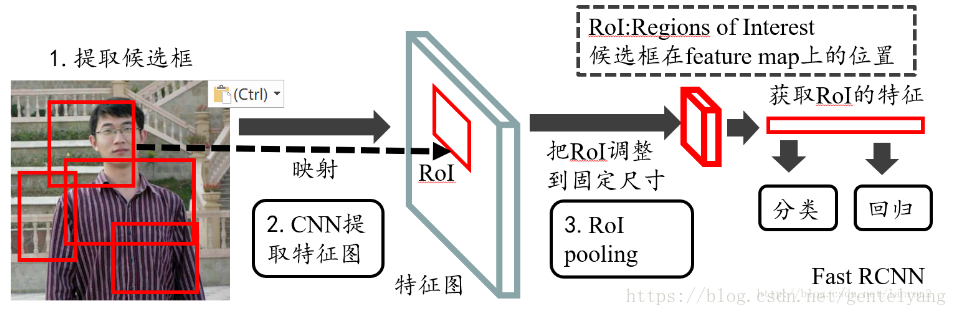 1. 提取候选框
(Ctrl)
映射
2. CNN提
取特征图
RoI
特征图
把RoI调整
到固定尺寸
3. RoI
pooling
RoI:Regions of Interest
候选框在feature map上的位置
获取RoI的特征
分类
回归
Fast RCNN
https://blog.csdn.net/gentelyang